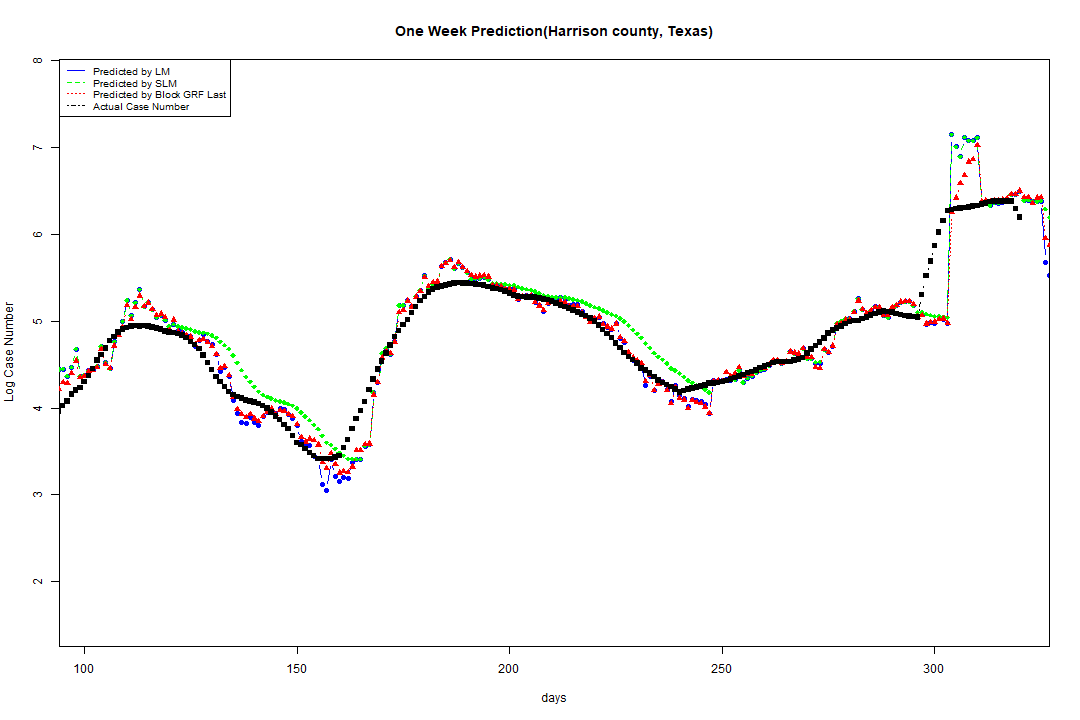 One Week Prediction(Harrison county, Texas)
Predicted by LM
Predicted by SLM
Predicted by Block GRF Last
Actual Case Number
8
7
6
5
4
3
2
Log Case Number
100 150 200 250 300
days